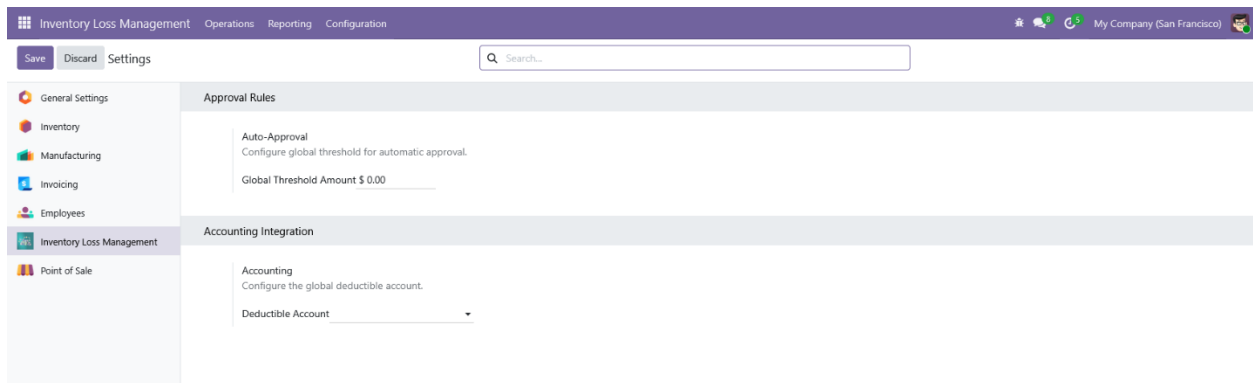 Inventory Loss Management Operations Reporting Configuration 8 5 My Company (San Francisco)
Save Discard Settings Search...
General Settings
Inventory
Manufacturing
Invoicing
Employees
Inventory Loss Management
Point of Sale
Approval Rules
Auto-Approval
Configure global threshold for automatic approval.
Global Threshold Amount $ 0.00
Accounting Integration
Accounting
Configure the global deductible account.
Deductible Account